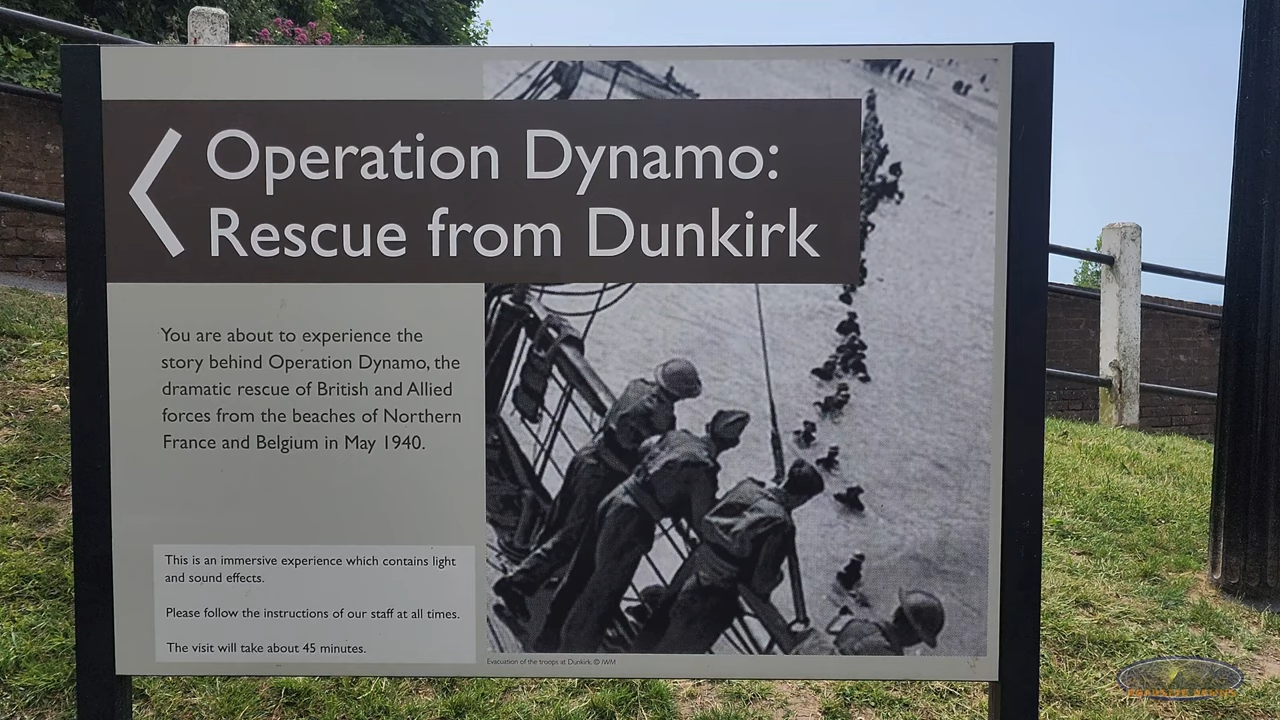 Operation Dynamo:
Rescue from Dunkirk
You are about to experience the
story behind Operation Dynamo, the
dramatic rescue of British and Allied
forces from the beaches of Northern
France and Belgium in May 1940.
This is an immersive experience which contains light
and sound effects.
Please follow the instructions of our staff at all times.
The visit will take about 45 minutes.
Evacuation of the troops at Dunkirk, © IWM